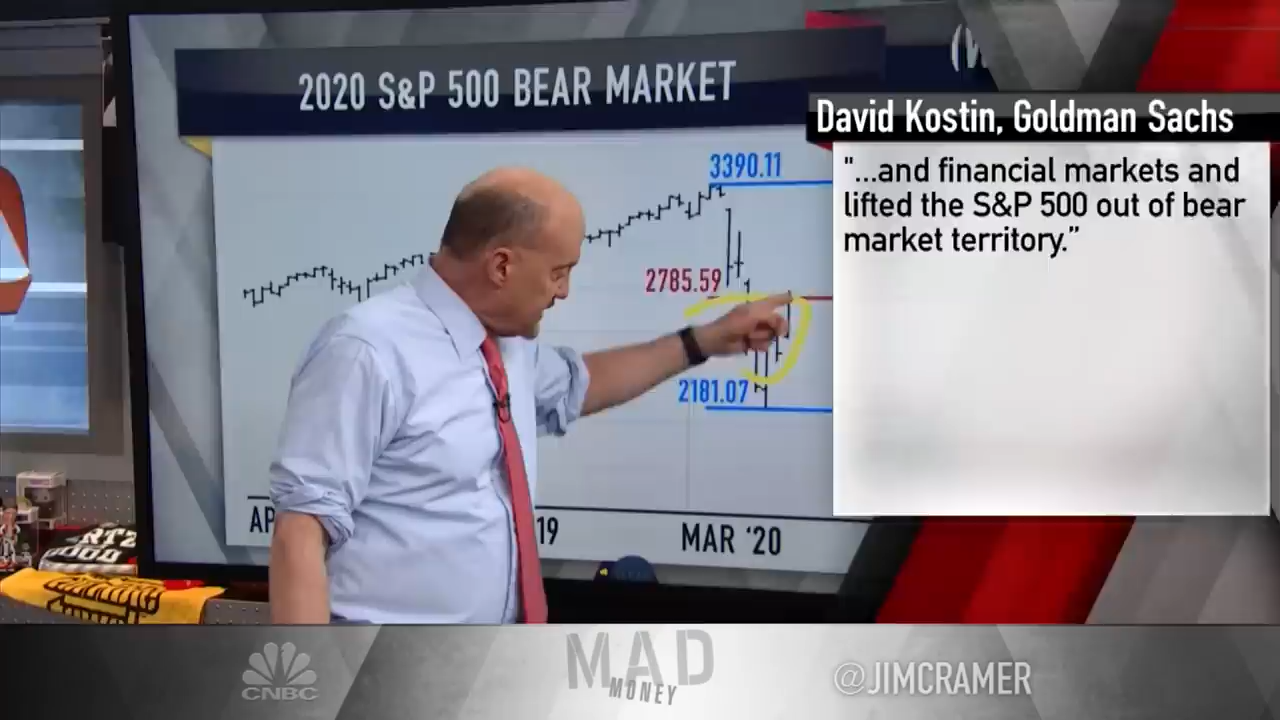 2020 S&P 500 BEAR MARKET
David Kostin, Goldman Sachs
"...and financial markets and
lifted the S&P 500 out of bear
market territory.”
3390.11
2785.59
2181.07
19
MAR '20
CNBC
MAD
MONEY
@JIMCRAMER